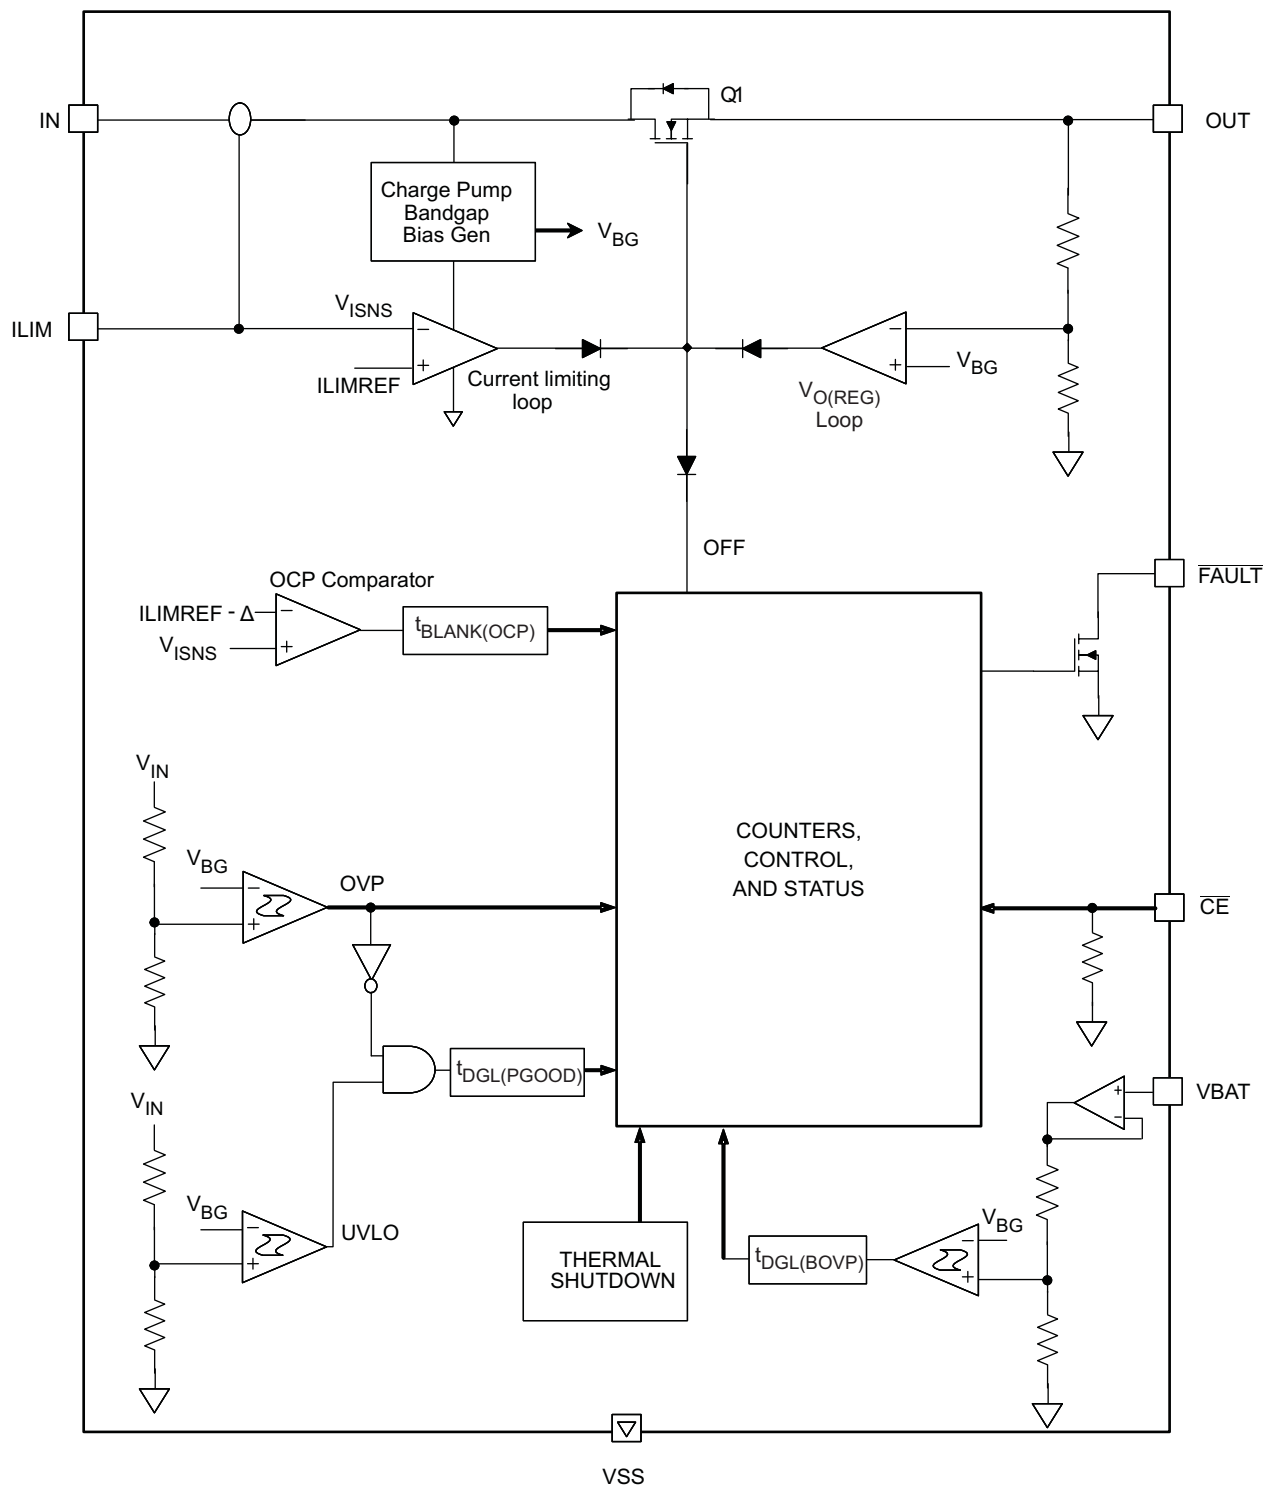 Q1
IN
OUT
Charge Pump
Bandgap
Bias Gen
VBG
VISNS
ILIM
−
−
+
+
VBG
ILIMREF
Current limiting
loop
VO(REG)
Loop
OFF
OCP Comparator
FAULT
ILIMREF - Δ
−
tBLANK(OCP)
VISNS
+
VIN
COUNTERS,
CONTROL,
AND STATUS
VBG
−
OVP
+
CE
tDGL(PGOOD)
VIN
+
VBAT
−
VBG
−
UVLO
+
VBG
−
THERMAL
SHUTDOWN
tDGL(BOVP)
+
VSS